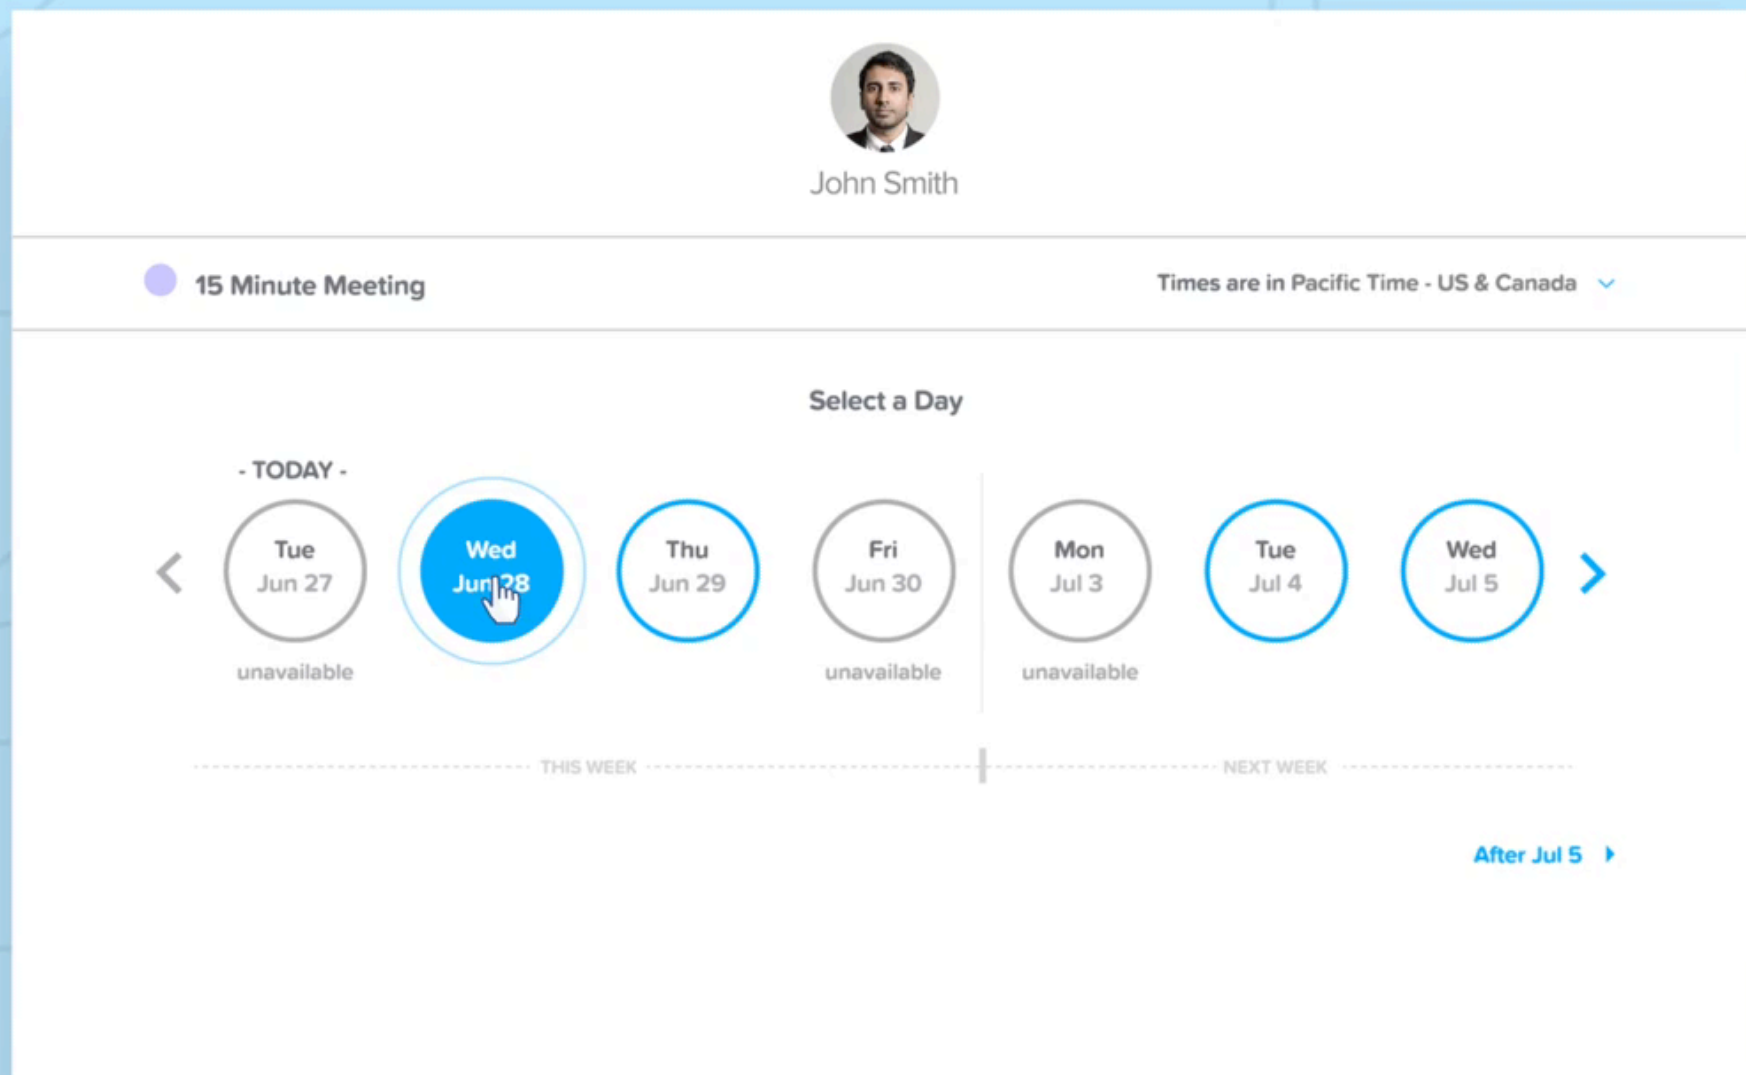 John Smith
15 Minute Meeting
Times are in Pacific Time - US & Canada
Select a Day
- TODAY -
Tue
Jun 27
unavailable
Wed
Jun 28
Thu
Jun 29
Fri
Jun 30
unavailable
Mon
Jul 3
unavailable
Tue
Jul 4
Wed
Jul 5
THIS WEEK
NEXT WEEK
After Jul 5